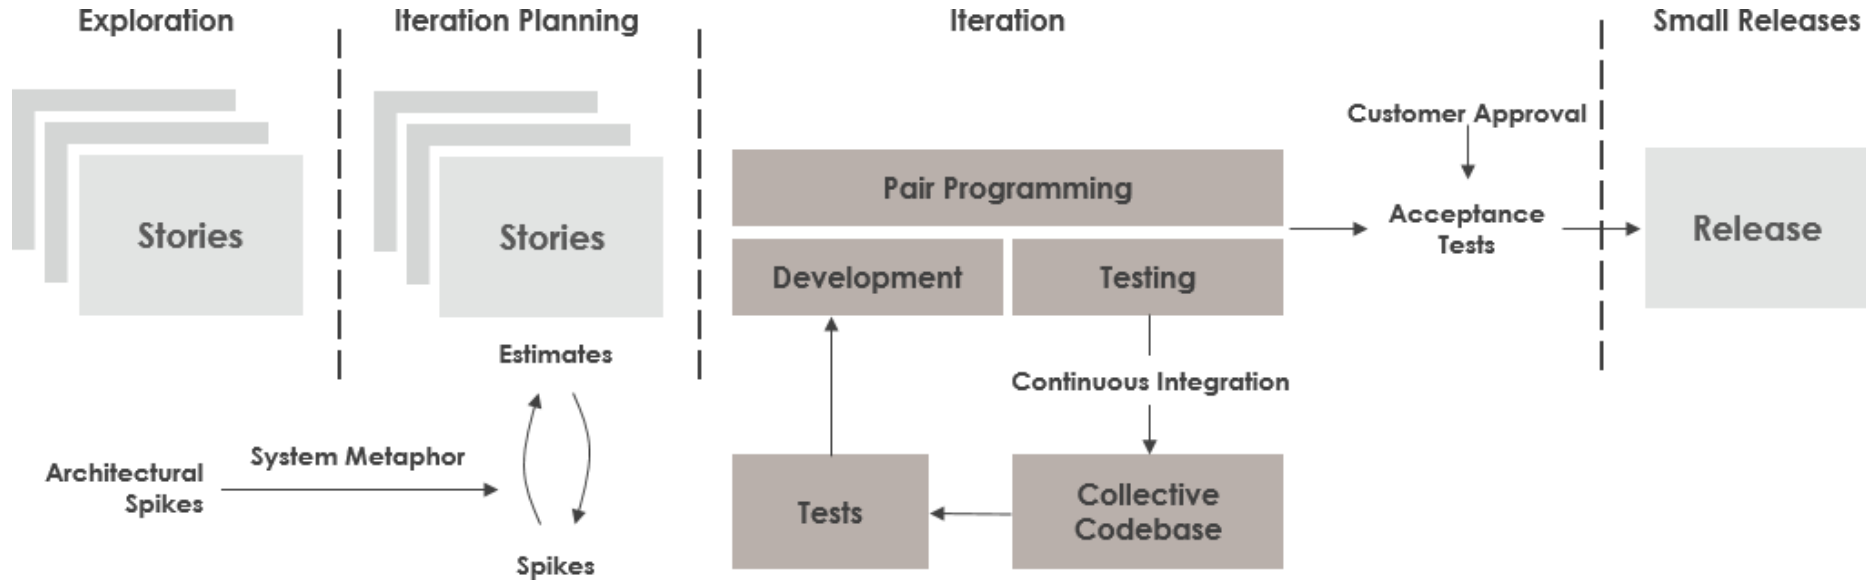 Exploration
Iteration Planning
Iteration
Small Releases
Stories
Stories
Estimates
Architectural
Spikes
System Metaphor
Spikes
Pair Programming
Development
Testing
Continuous Integration
Tests
Collective
Codebase
Customer Approval
Acceptance
Tests
Release